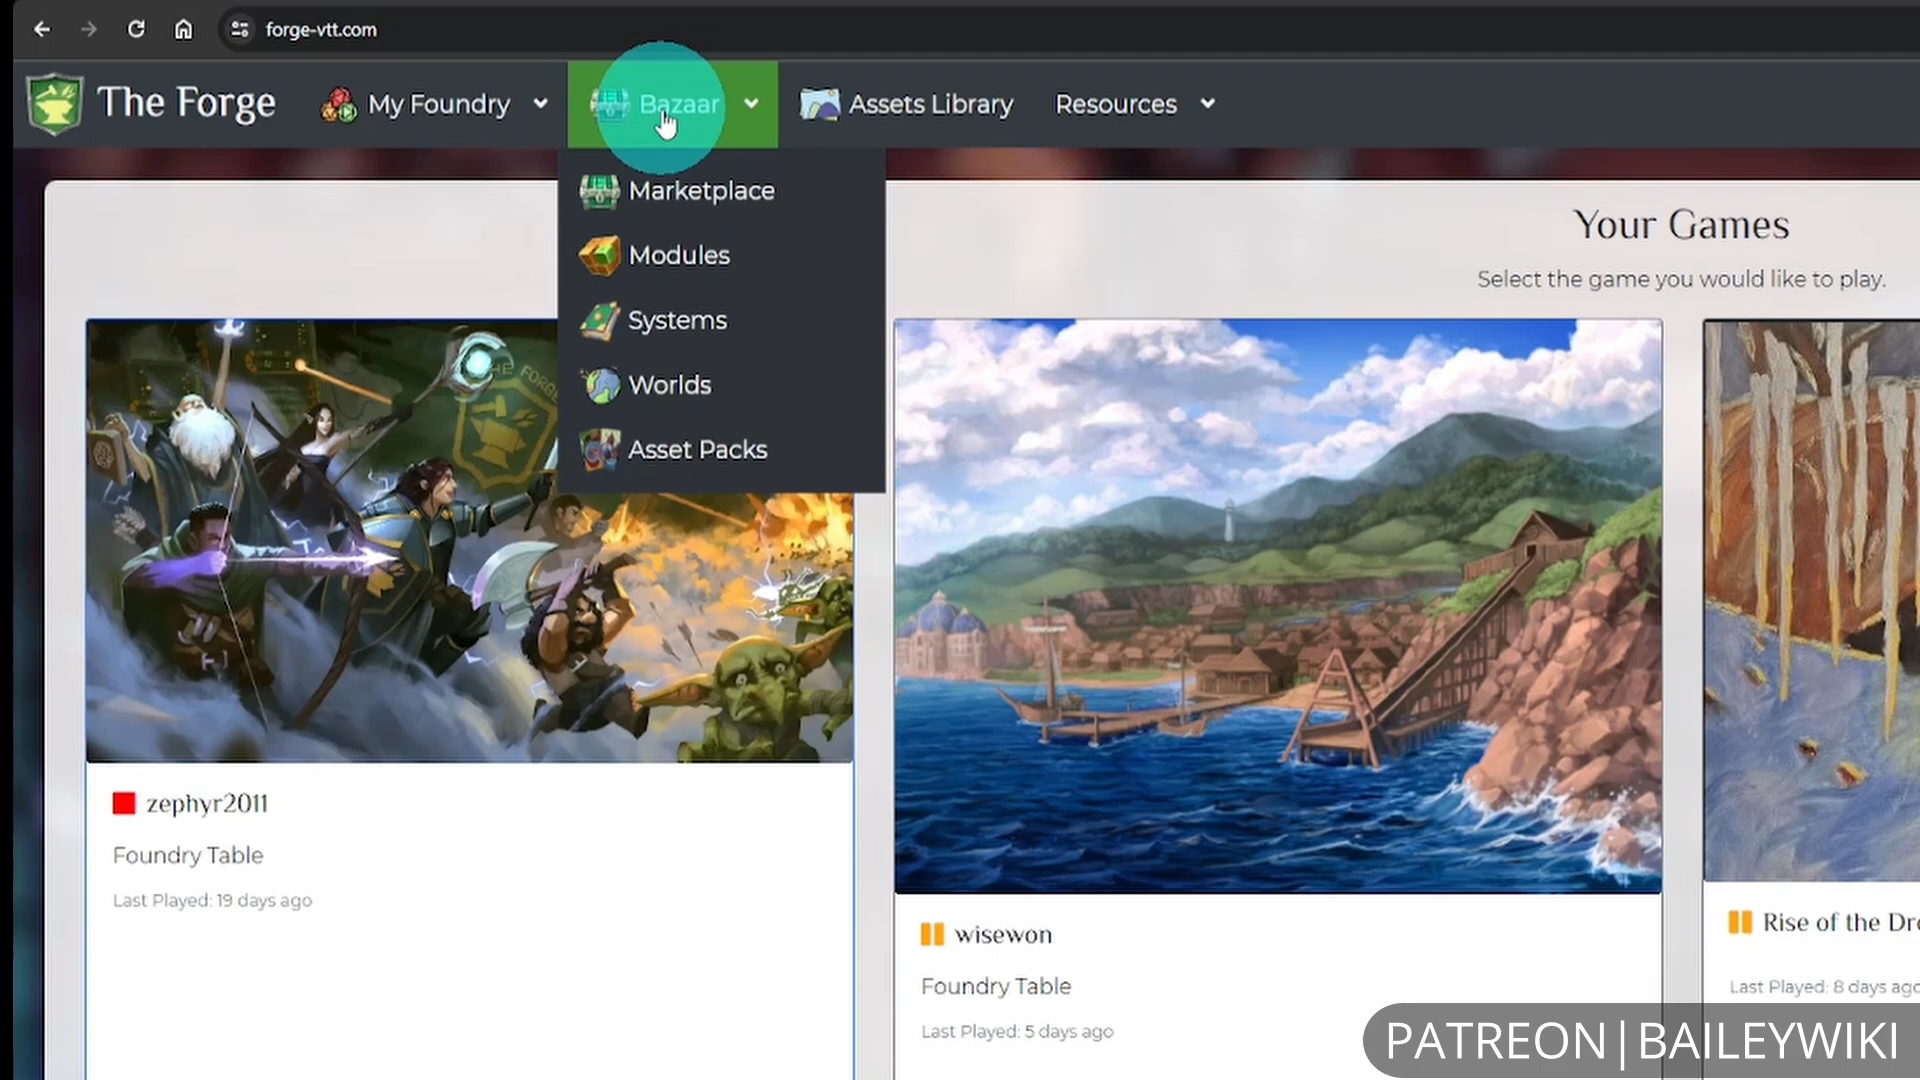 forge-vtt.com
The Forge
My Foundry
Bazaar
Assets Library
Resources
Marketplace
Modules
Systems
Worlds
Asset Packs
Your Games
Select the game you would like to play.
THE FORGE
zephyr2011
Foundry Table
Last Played: 19 days ago
wisewon
Foundry Table
Last Played: 5 days ago
Rise of the
Last Played: 8 days ago
PATREON|BAILEYWIKI